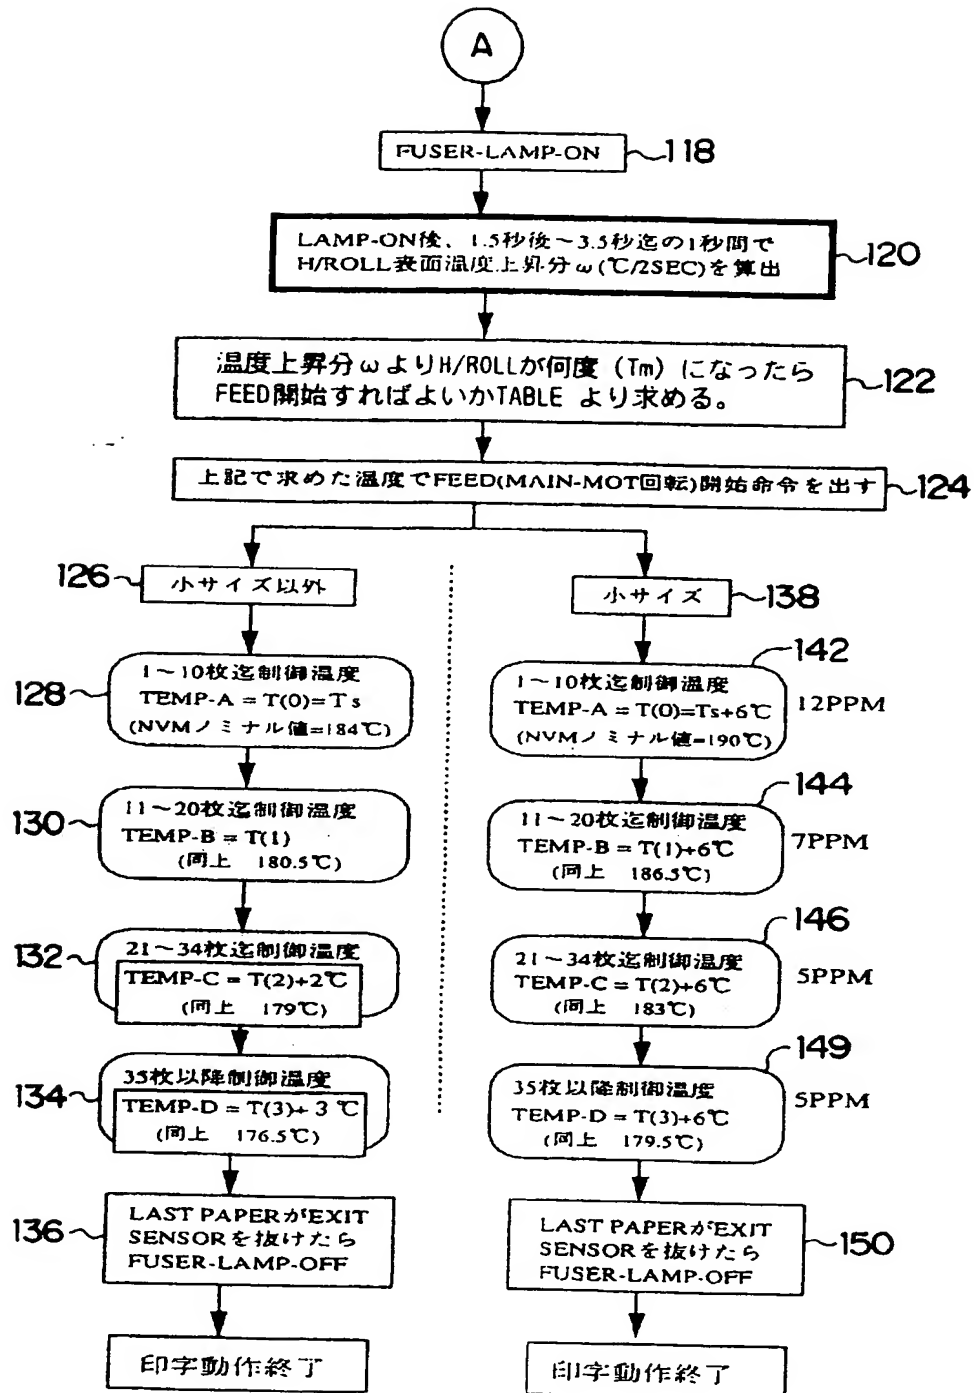 A
FUSER-LAMP-ON
118
LAMP-ON後、1.5秒後~3.5秒迄の1秒間で
H/ROLL表面温度上昇分ω(℃/2SEC)を算出
120
温度上昇分ωよりH/ROLLが何度 (Tm) になったら
FEED開始すればよいかTABLE より求める。
122
上記で求めた温度でFEED(MAIN-MOT回転)開始命令を出す
124
126
小サイズ以外
128
1~10枚迄制御温度
TEMP-A = T(0)=Ts
(NVMノミナル値=184℃)
130
11~20枚迄制御温度
TEMP-B = T(1)
(同上 180.5℃)
132
21~34枚迄制御温度
TEMP-C = T(2)+2℃
(同上 179℃)
134
35枚以降制御温度
TEMP-D = T(3)+ 3 ℃
(同上 176.5℃)
136
LAST PAPERがEXIT
SENSORを抜けたら
FUSER-LAMP-OFF
印字動作終了
小サイズ
138
142
1~10枚迄制御温度
TEMP-A = T(0)=Ts+6℃
(NVMノミナル値=190℃)
12PPM
144
11~20枚迄制御温度
TEMP-B = T(1)+6℃
(同上 186.5℃)
7PPM
146
21~34枚迄制御温度
TEMP-C = T(2)+6℃
(同上 183℃)
5PPM
149
35枚以降制御温度
TEMP-D = T(3)+6℃
(同上 179.5℃)
5PPM
LAST PAPERがEXIT
SENSORを抜けたら
FUSER-LAMP-OFF
150
印字動作終了